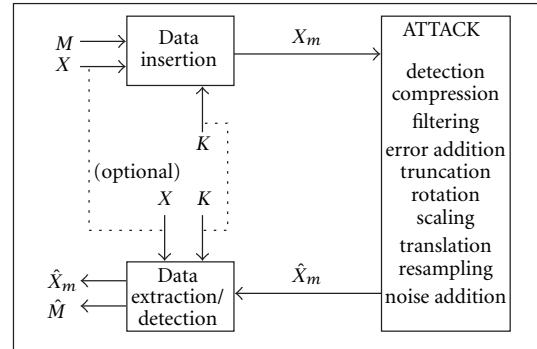 M
X
Data
insertion
X_m
K
(optional)
X
K
X̂_m
M̂
Data
extraction/
detection
X̂_m
ATTACK
detection
compression
filtering
error addition
truncation
rotation
scaling
translation
resampling
noise addition